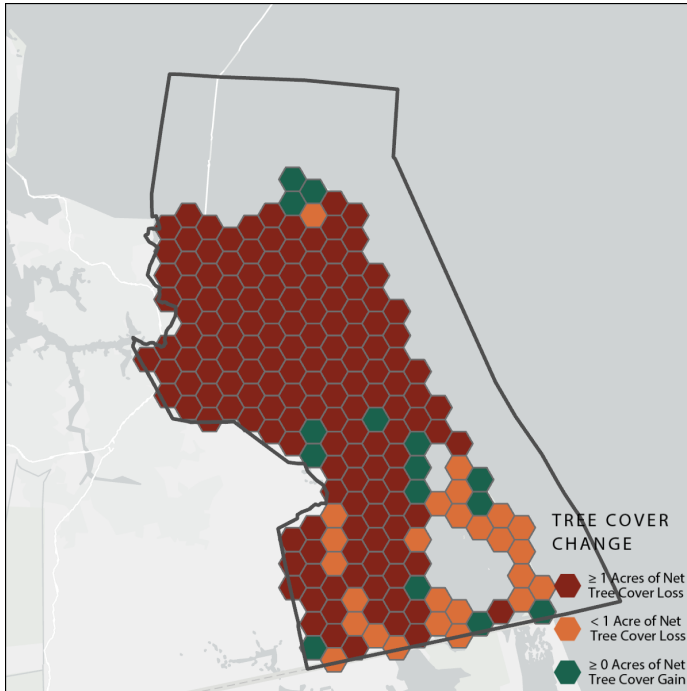 TREE COVER
CHANGE
≥ 1 Acres of Net
Tree Cover Loss
< 1 Acre of Net
Tree Cover Loss
≥ 0 Acres of Net
Tree Cover Gain